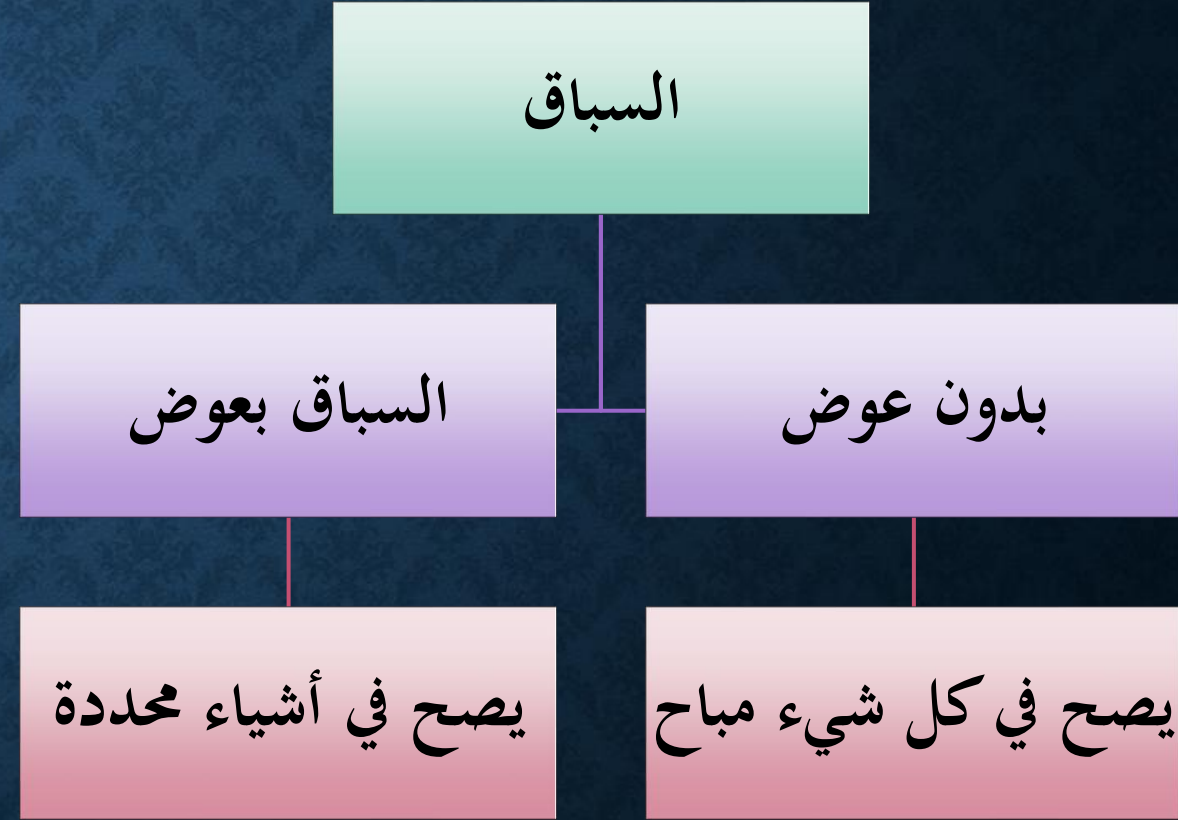 السباق
بدون عوض
السباق بعوض
يصح في كل شيء مباح
يصح في أشياء محددة